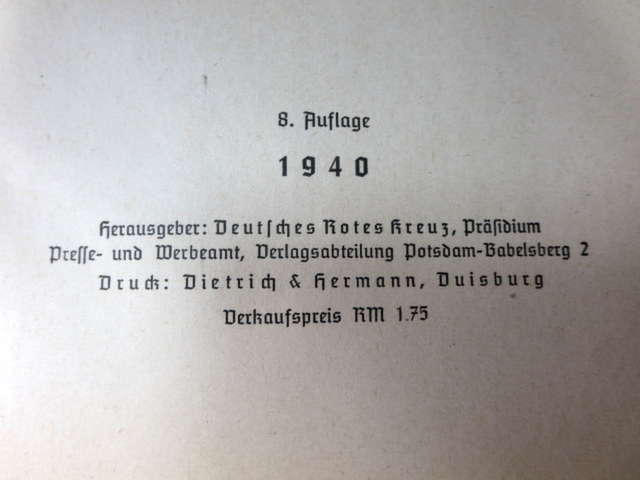 8. Auflage
1940
Herausgeber: Deutsches Rotes Kreuz, Präsidium
Presse- und Werbeamt, Verlagsabteilung Potsdam-Babelsberg 2
Druck: Dietrich & Hermann, Duisburg
Verkaufspreis RM 1.75